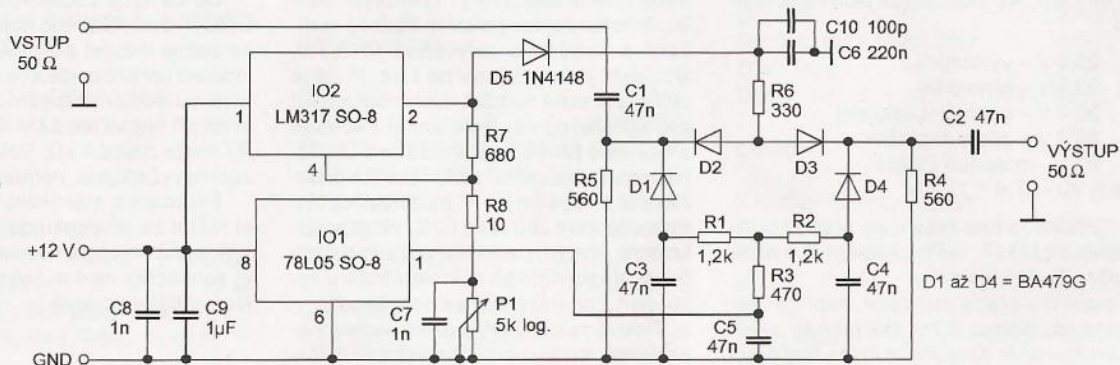 VSTUP
50 Ω
IO2
LM317 SO-8
1
2
4
D5 1N4148
R7
680
R8
10
IO1
78L05 SO-8
8
1
6
+12 V
GND
C8
1n
C9
1µF
C7
1n
P1
5k log.
C1
47n
R5
560
D1
D2
C10 100p
C6 220n
R6
330
D3
D4
R1
1,2k
R2
1,2k
R3
470
C3
47n
C5
47n
C4
47n
R4
560
C2 47n
VÝSTUP
50 Ω
D1 až D4 = BA479G